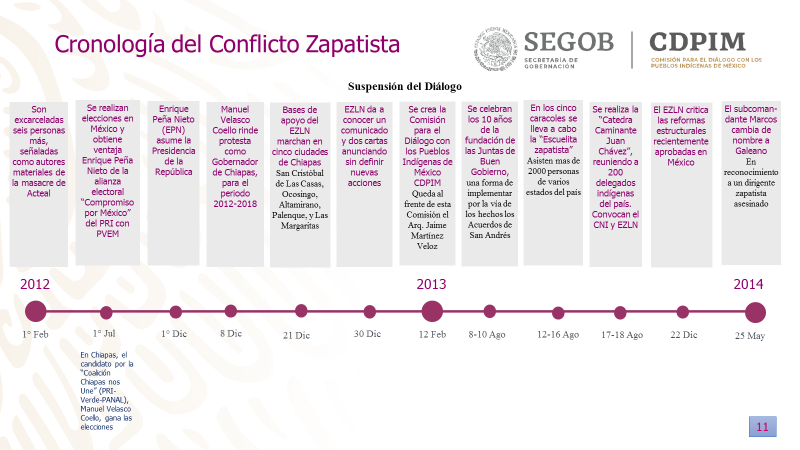 Cronología del Conflicto Zapatista
SEGOB
SECRETARÍA DE
GOBERNACIÓN
CDPIM
COMISIÓN PARA EL DIÁLOGO CON LOS
PUEBLOS INDÍGENAS DE MÉXICO
Suspensión del Diálogo
Son
excarceladas
seis personas
más,
señaladas
como autores
materiales de
la masacre de
Acteal
Se realizan
elecciones en
México y
obtiene
ventaja
Enrique Peña
Nieto de la
alianza
electoral
“Compromiso
por México”
del PRI con
PVEM
Enrique
Peña Nieto
(EPN)
asume la
Presidencia
de la
República
Manuel
Velasco
Coello rinde
protesta
como
Gobernador
de Chiapas,
para el
periodo
2012-2018
Bases de
apoyo del
EZLN
marchan en
cinco ciudades
de Chiapas
San Cristóbal
de Las Casas,
Ocosingo,
Altamirano,
Palenque, y Las
Margaritas
EZLN da a
conocer un
comunicado
y dos cartas
anunciando
sin definir
nuevas
acciones
Se crea la
Comisión
para el
Diálogo con
los Pueblos
Indígenas de
México
CDPIM
Queda al
frente de esta
Comisión el
Arq. Jaime
Martínez
Veloz
Se celebran
los 10 años
de la
fundación de
las Juntas de
Buen
Gobierno,
una forma de
implementar
por la vía de
los hechos los
Acuerdos de
San Andrés
En los cinco
caracoles se
lleva a cabo
la “Escuelita
zapatista”
Asisten mas de
2000 personas
de varios
estados del país
Se realiza la
“Catedra
Caminante
Juan
Chávez”,
reuniendo a
200
delegados
indígenas
del país.
Convocan el
CNI y EZLN
El EZLN critica
las reformas
estructurales
recientemente
aprobadas en
México
El subcoman-
dante Marcos
cambia de
nombre a
Galeano
En
reconocimiento
a un dirigente
zapatista
asesinado
2012
2013
2014
1° Feb
1° Jul
1° Dic
8 Dic
21 Dic
30 Dic
12 Feb
8-10 Ago
12-16 Ago
17-18 Ago
22 Dic
25 May
En Chiapas, el
candidato por la
“Coalición
Chiapas nos
Une” (PRI-
Verde-PANAL),
Manuel Velasco
Coello, gana las
elecciones
11